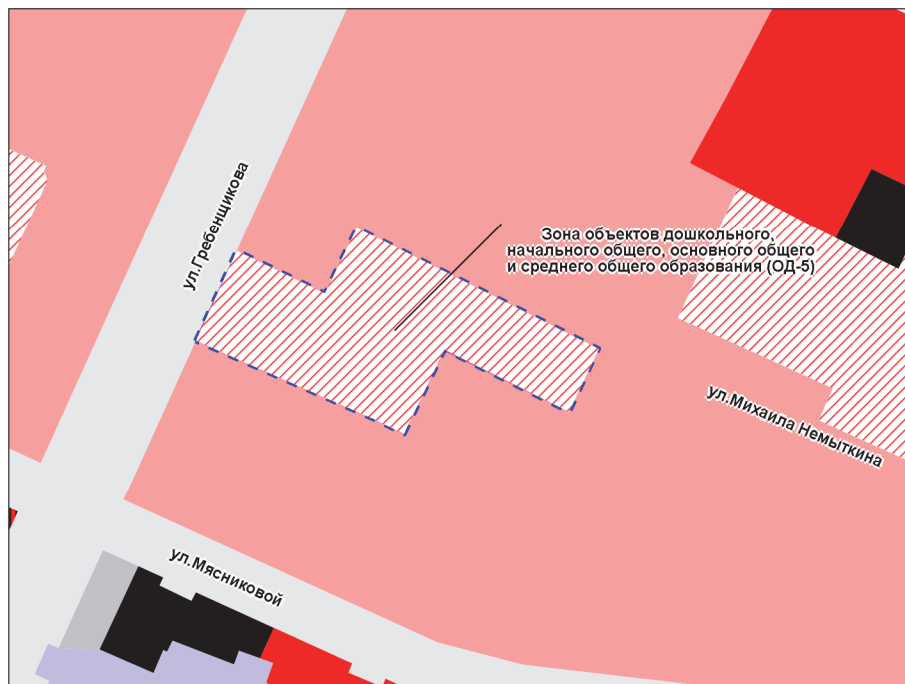 ул.Гребенщикова
Зона объектов дошкольного,
начального общего, основного общего
и среднего общего образования (ОД-5)
ул.Михаила Немыткина
ул.Мясниковой